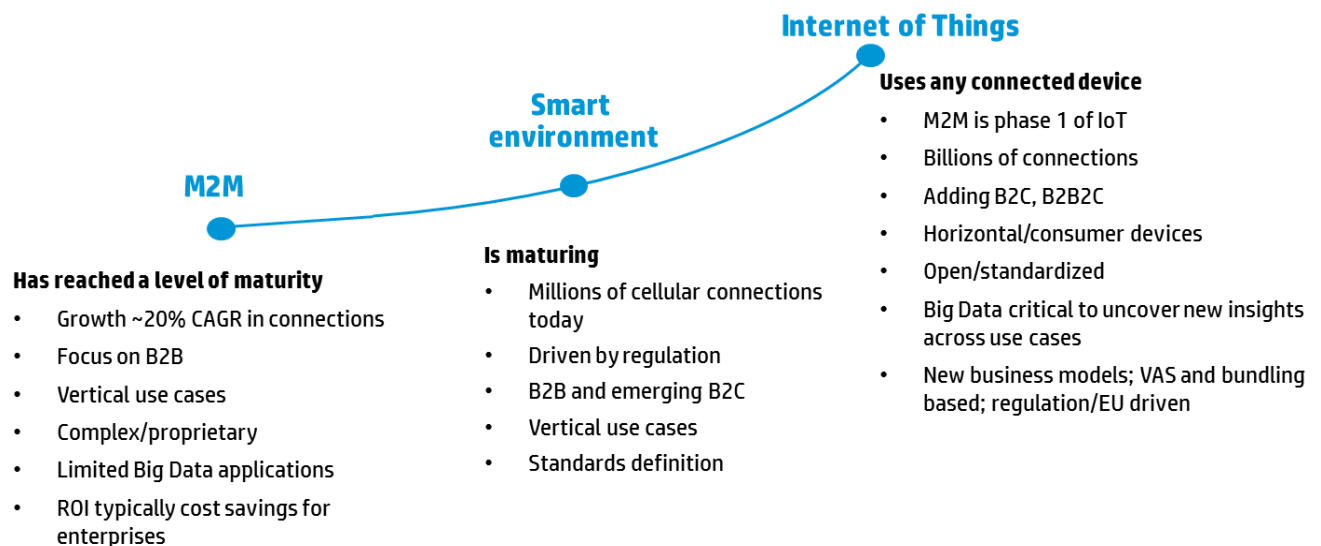 Internet of Things
Uses any connected device
• M2M is phase 1 of IoT
• Billions of connections
• Adding B2C, B2B2C
• Horizontal/consumer devices
• Open/standardized
• Big Data critical to uncover new insights
across use cases
• New business models; VAS and bundling
based; regulation/EU driven
Smart
environment
Is maturing
• Millions of cellular connections
today
• Driven by regulation
• B2B and emerging B2C
• Vertical use cases
• Standards definition
M2M
Has reached a level of maturity
• Growth ~20% CAGR in connections
• Focus on B2B
• Vertical use cases
• Complex/proprietary
• Limited Big Data applications
• ROI typically cost savings for
enterprises